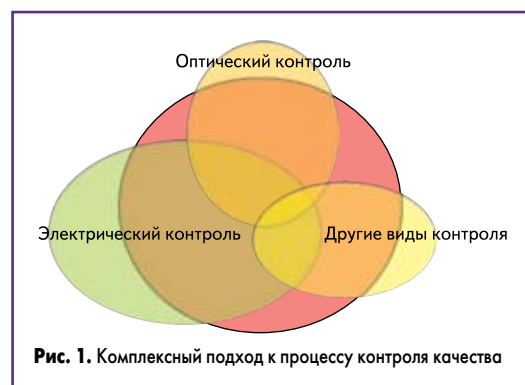 Оптический контроль
Электрический контроль
Другие виды контроля
Рис. 1. Комплексный подход к процессу контроля качества